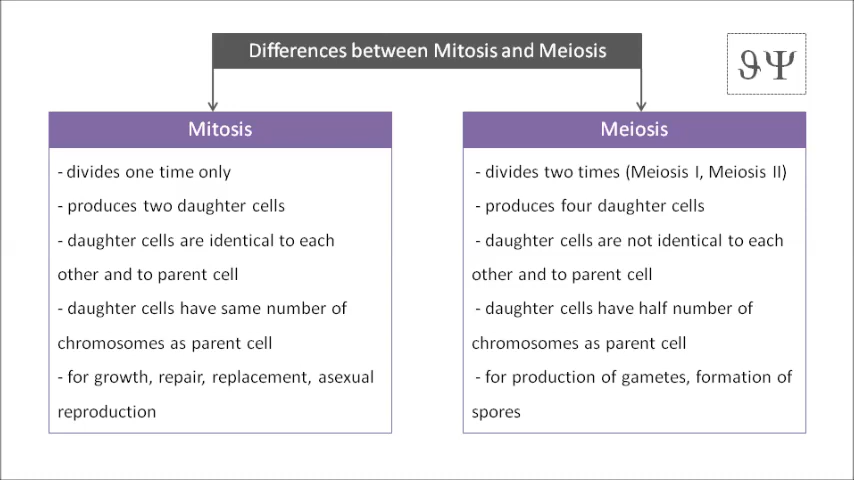 Differences between Mitosis and Meiosis
ϑΨ
Mitosis
- divides one time only
- produces two daughter cells
- daughter cells are identical to each
other and to parent cell
- daughter cells have same number of
chromosomes as parent cell
- for growth, repair, replacement, asexual
reproduction
Meiosis
- divides two times (Meiosis I, Meiosis II)
- produces four daughter cells
- daughter cells are not identical to each
other and to parent cell
- daughter cells have half number of
chromosomes as parent cell
- for production of gametes, formation of
spores